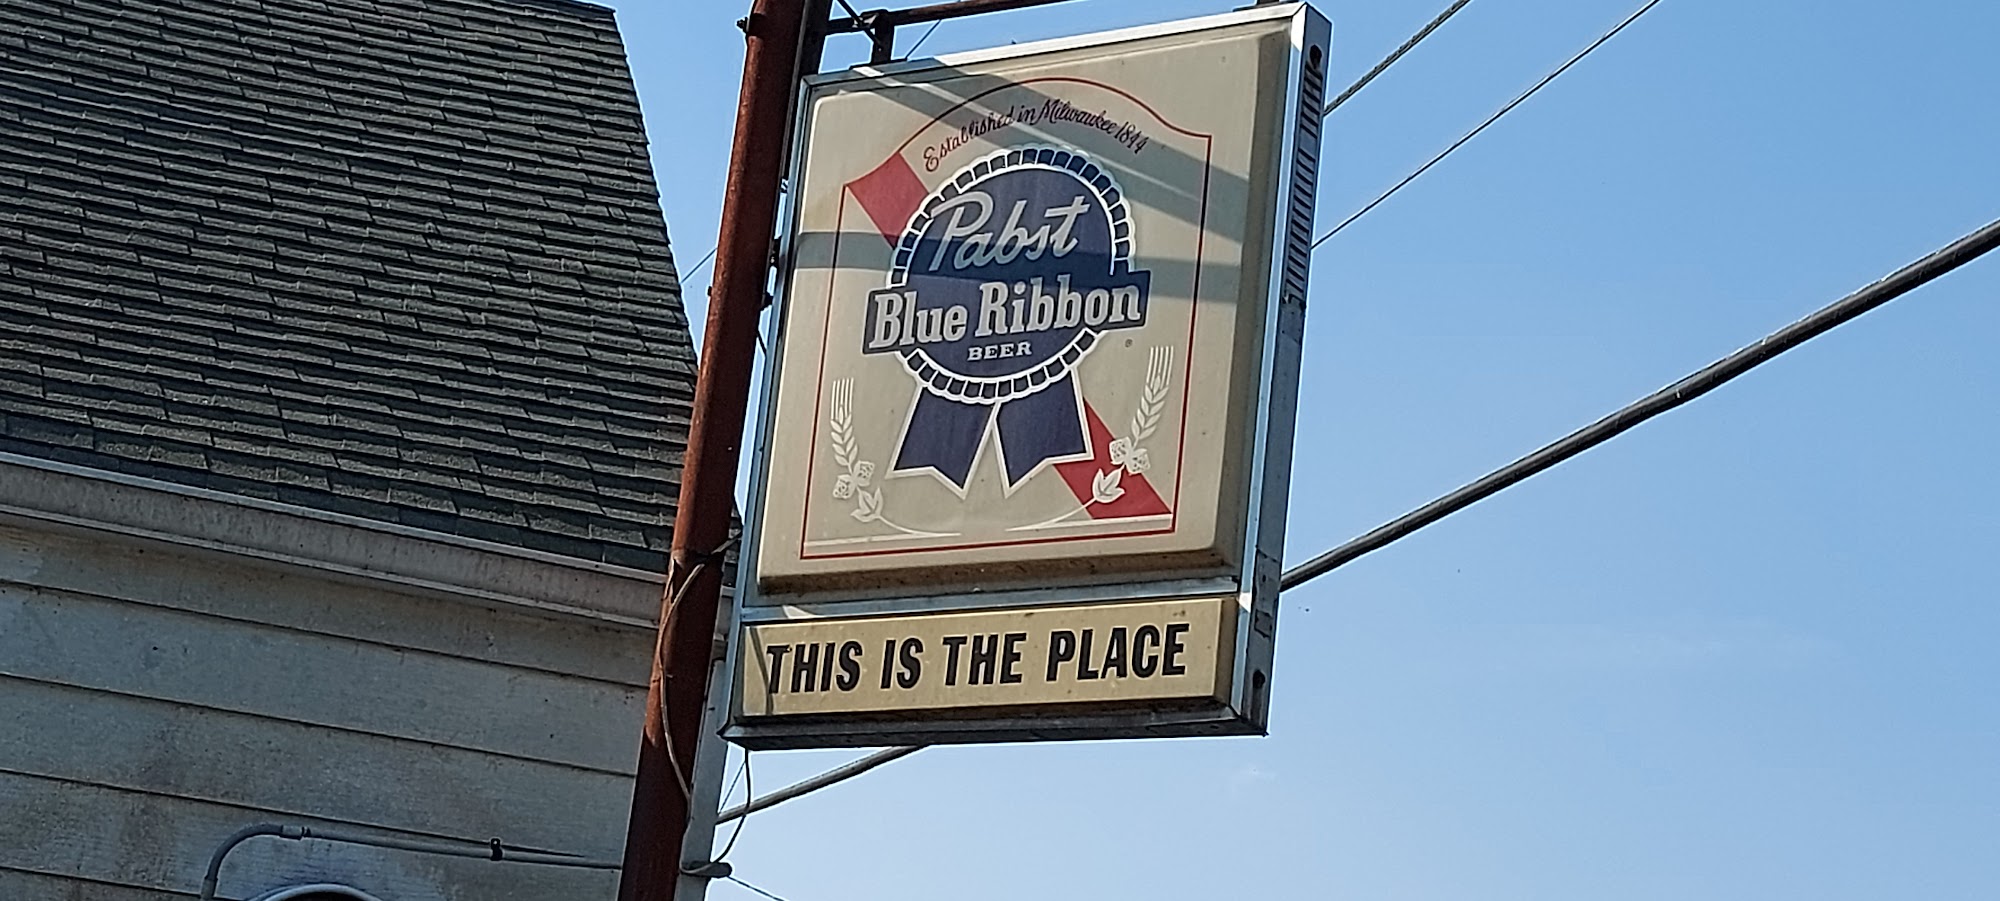 Established in Milwaukee 1844
Pabst
Blue Ribbon
BEER
®
THIS IS THE PLACE